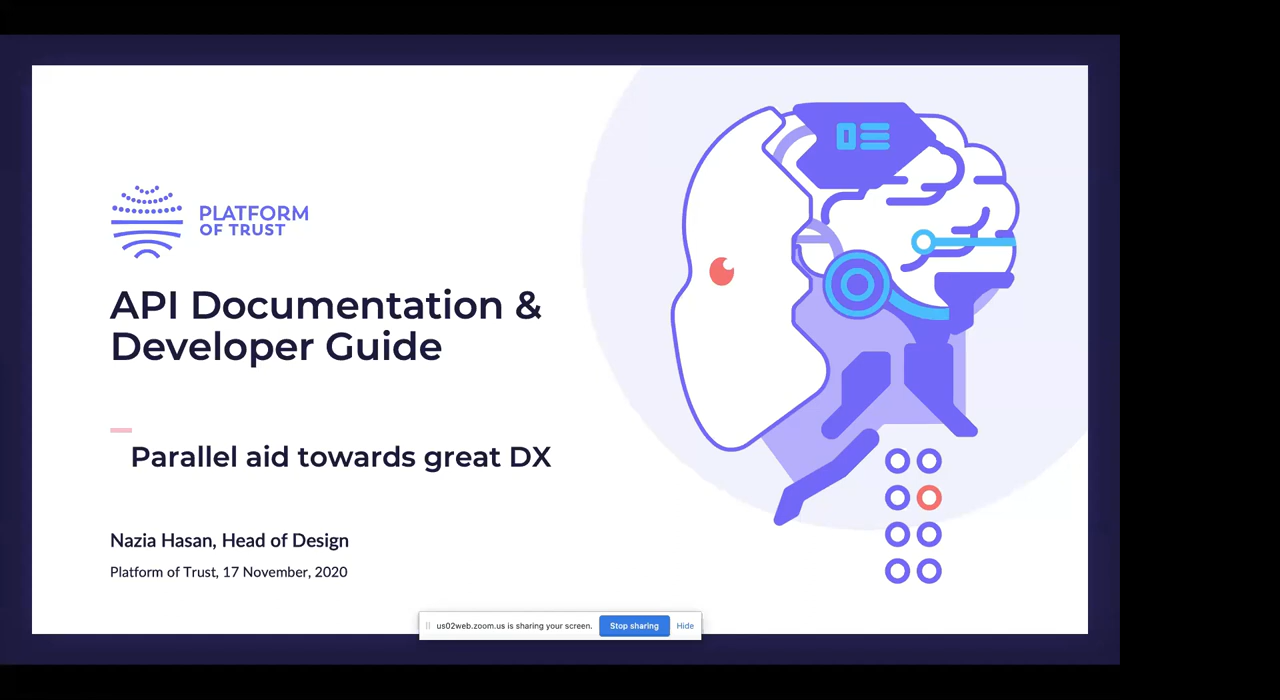 PLATFORM
OF TRUST
API Documentation &
Developer Guide
Parallel aid towards great DX
Nazia Hasan, Head of Design
Platform of Trust, 17 November, 2020
us02web.zoom.us is sharing your screen. Stop sharing Hide